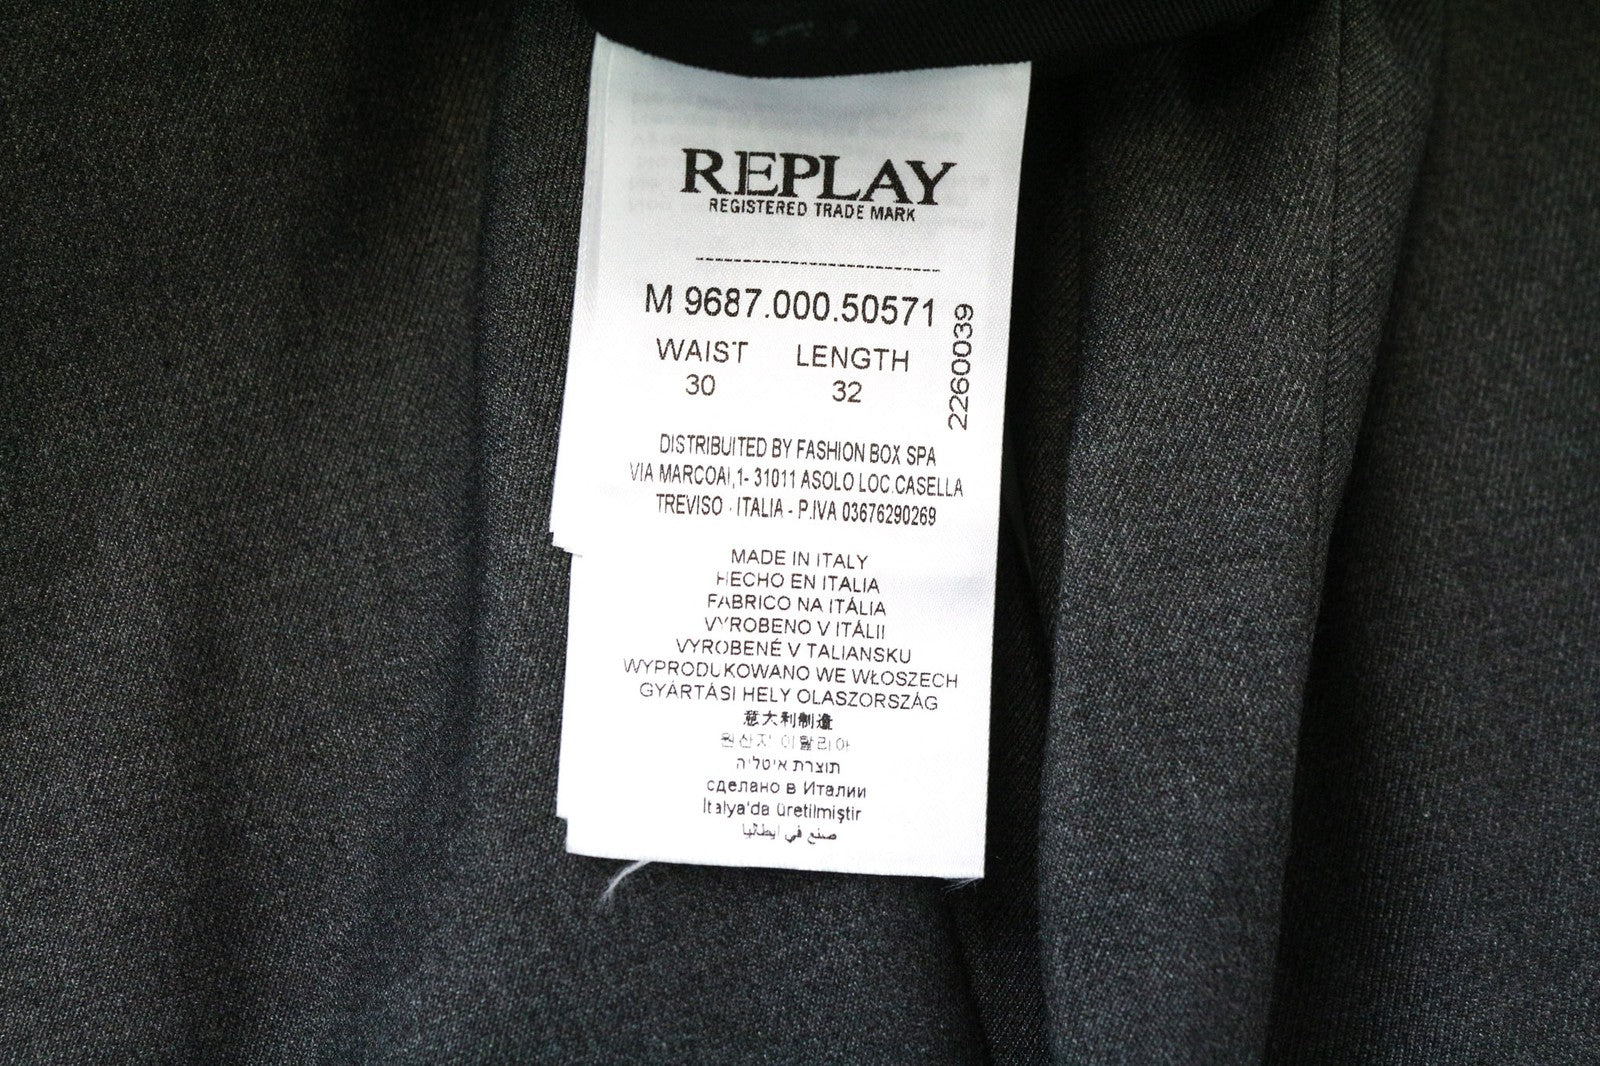 REPLAY
REGISTERED TRADE MARK
M 9687.000.50571
WAIST LENGTH
30 32
2260039
DISTRIBUITED BY FASHION BOX SPA
VIA MARCOAI,1- 31011 ASOLO LOC.CASELLA
TREVISO - ITALIA - P.IVA 03676290269
MADE IN ITALY
HECHO EN ITALIA
FABRICO NA ITÁLIA
VYROBENO V ITÁLII
VYROBENÉ V TALIANSKU
WYPRODUKOWANO WE WŁOSZECH
GYÁRTÁSI HELY OLASZORSZÁG
意大利制造
원산지 이탈리아
תוצרת איטליה
сделано в Италии
Italya'da üretilmiştir
صنع في ايطاليا